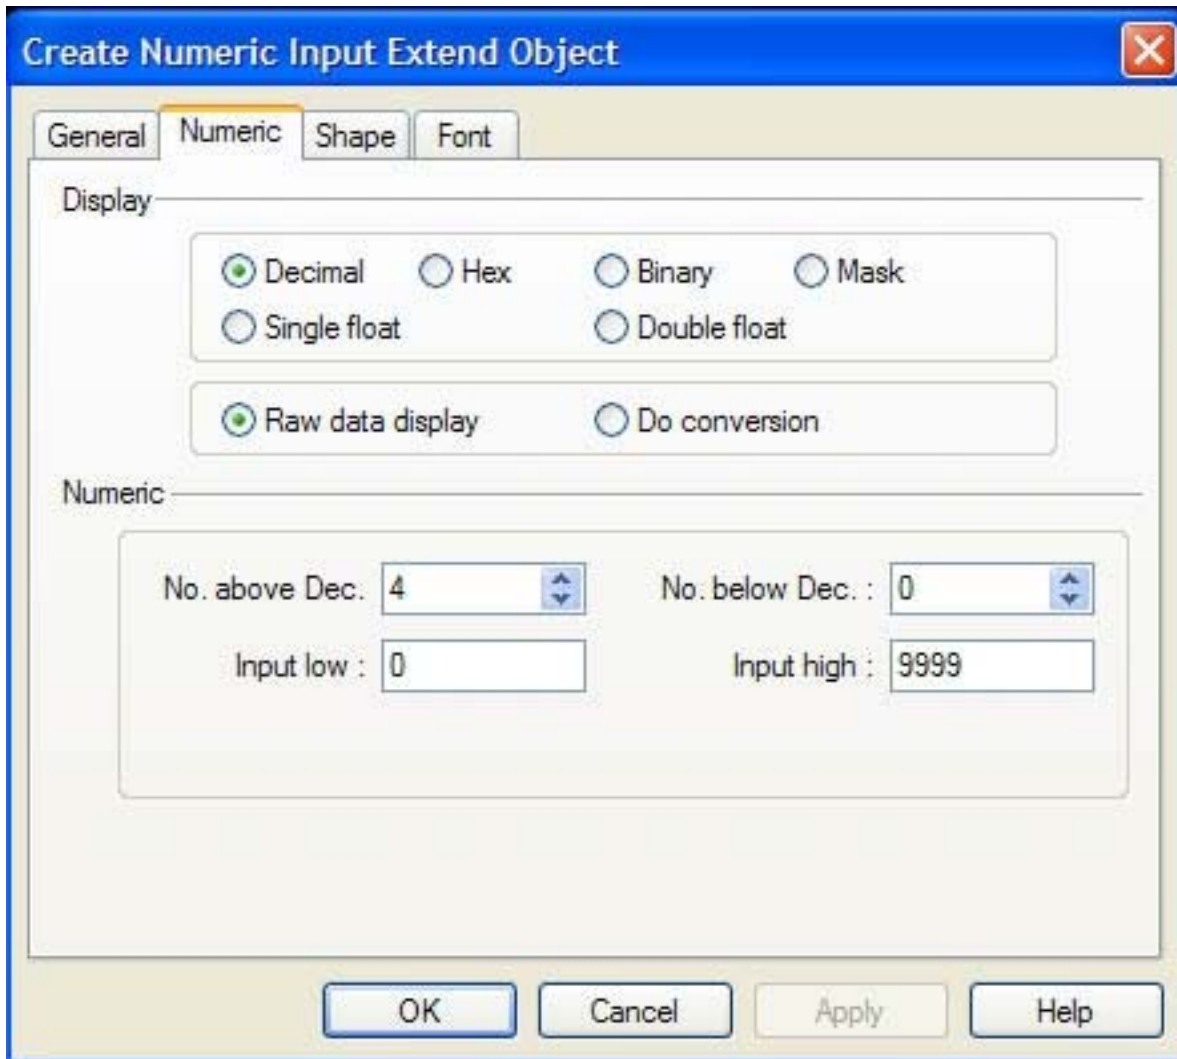 Create Numeric Input Extend Object
General Numeric Shape Font
Display
Decimal Hex Binary Mask
Single float Double float
Raw data display Do conversion
Numeric
No. above Dec. 4 No. below Dec. : 0
Input low : 0 Input high : 9999
OK Cancel Apply Help